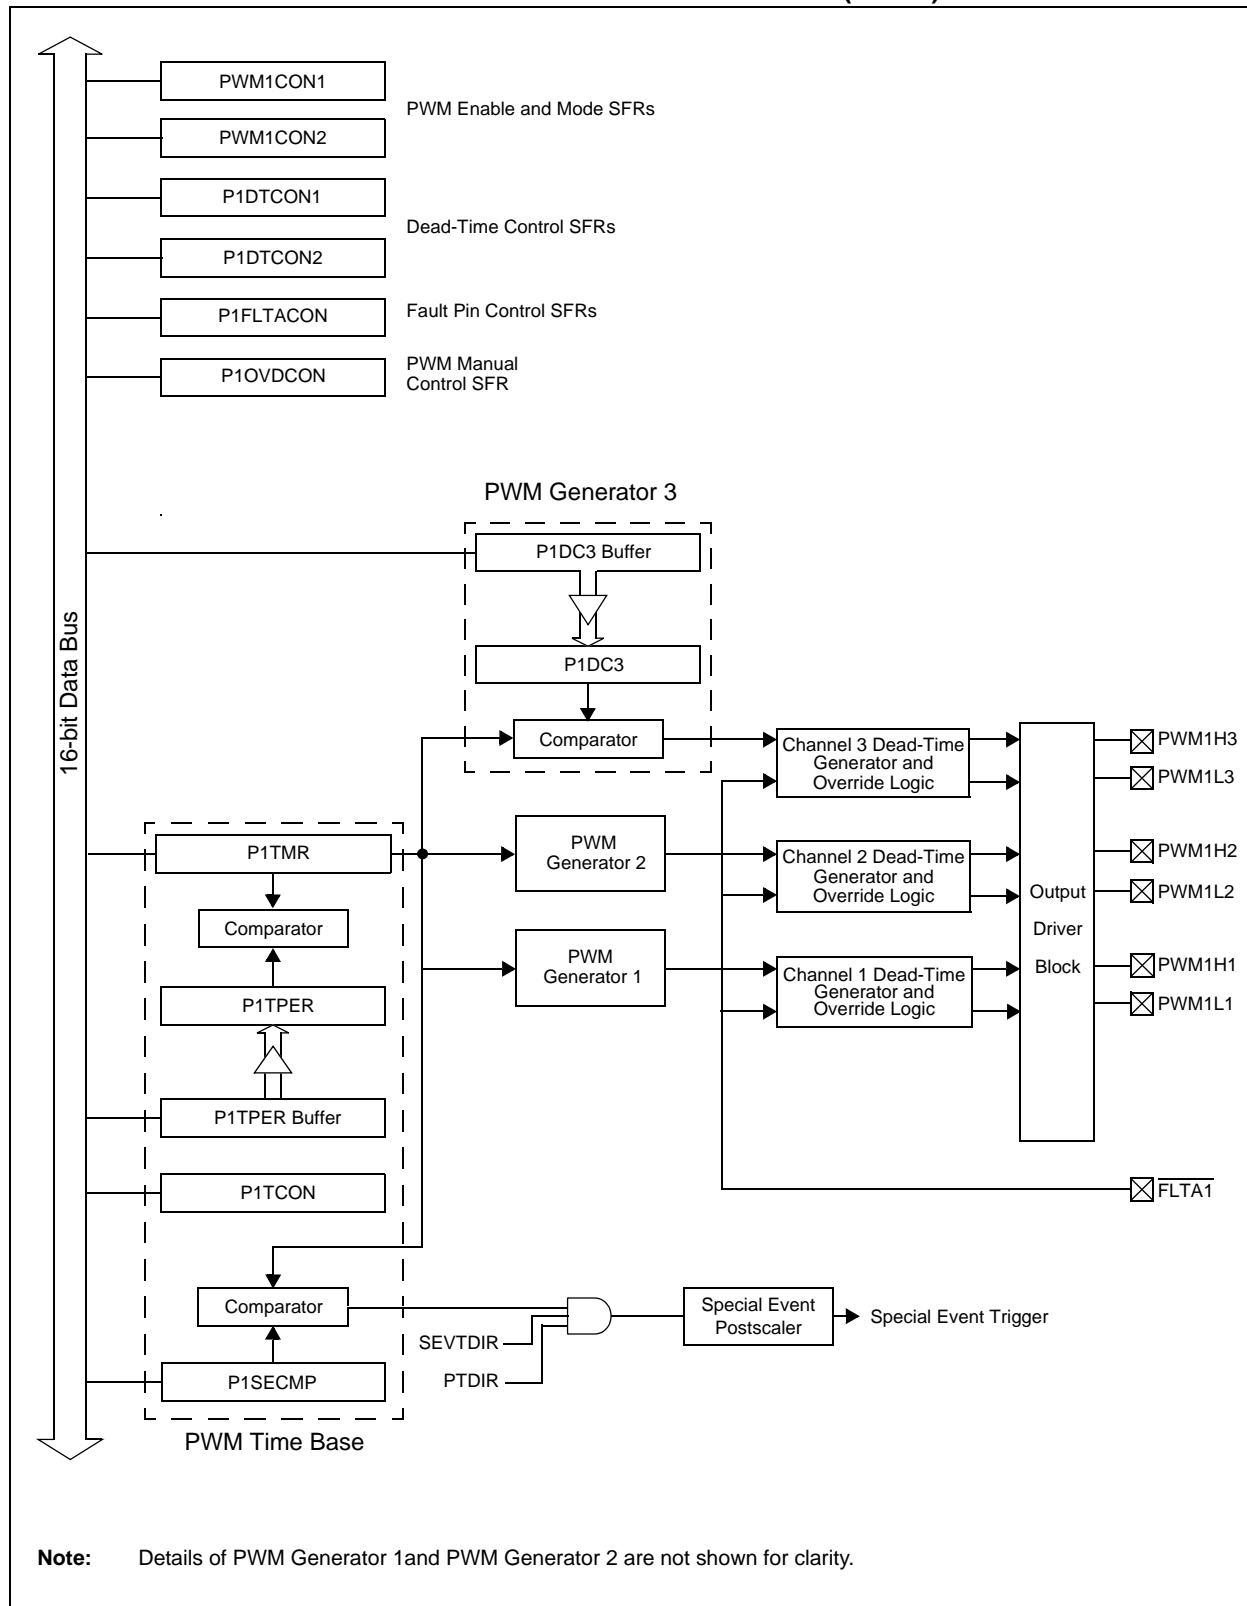 PWM1CON1
PWM Enable and Mode SFRs
PWM1CON2
P1DTCON1
Dead-Time Control SFRs
P1DTCON2
P1FLTACON
Fault Pin Control SFRs
P1OVDCON
PWM Manual
Control SFR
16-bit Data Bus
PWM Generator 3
P1DC3 Buffer
P1DC3
Comparator
Channel 3 Dead-Time
Generator and
Override Logic
PWM1H3
PWM1L3
P1TMR
Comparator
P1TPER
P1TPER Buffer
P1TCON
PWM
Generator 2
Channel 2 Dead-Time
Generator and
Override Logic
PWM1H2
PWM1L2
Output
Driver
Block
PWM
Generator 1
Channel 1 Dead-Time
Generator and
Override Logic
PWM1H1
PWM1L1
FLTA1
Comparator
SEVTDIR
PTDIR
Special Event
Postscaler
Special Event Trigger
P1SECMP
PWM Time Base
Note: Details of PWM Generator 1and PWM Generator 2 are not shown for clarity.